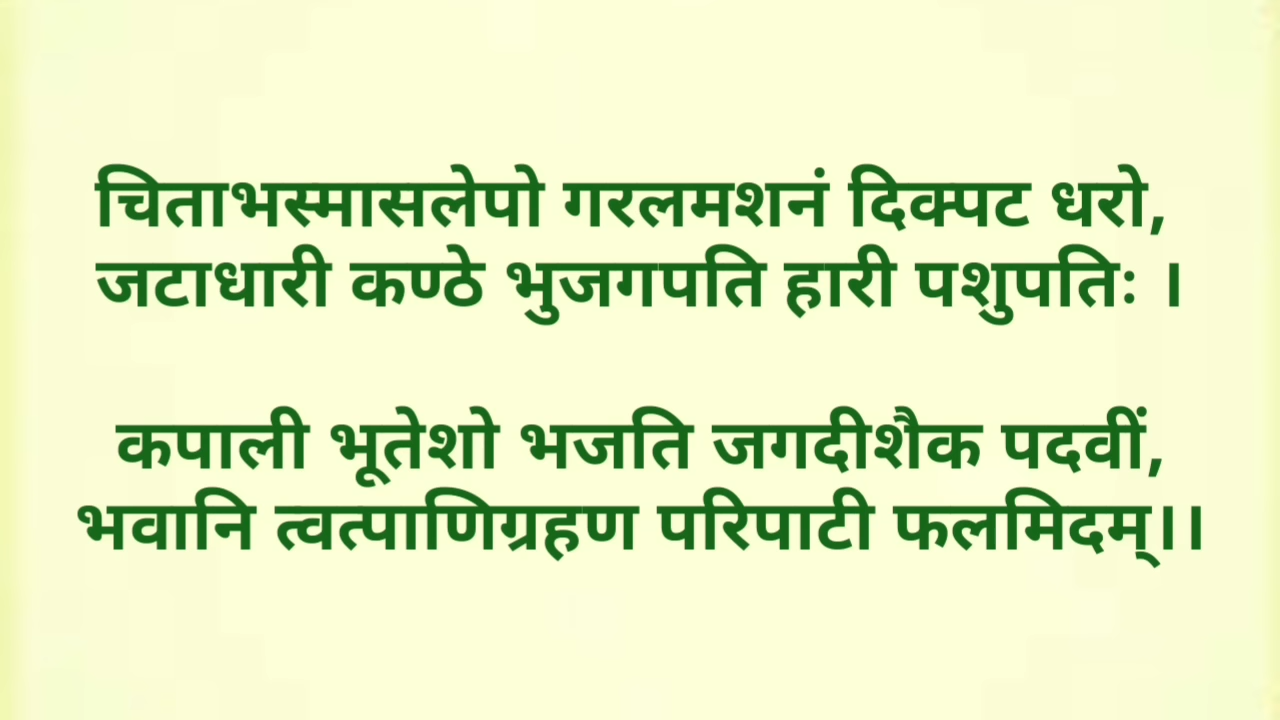 चिताभस्मासलेपो गरलमशनं दिक्पट धरो,
जटाधारी कण्ठे भुजगपति हारी पशुपतिः ।
कपाली भूतेशो भजति जगदीशैक पदवीं,
भवानि त्वत्पाणिग्रहण परिपाटी फलमिदम्।।